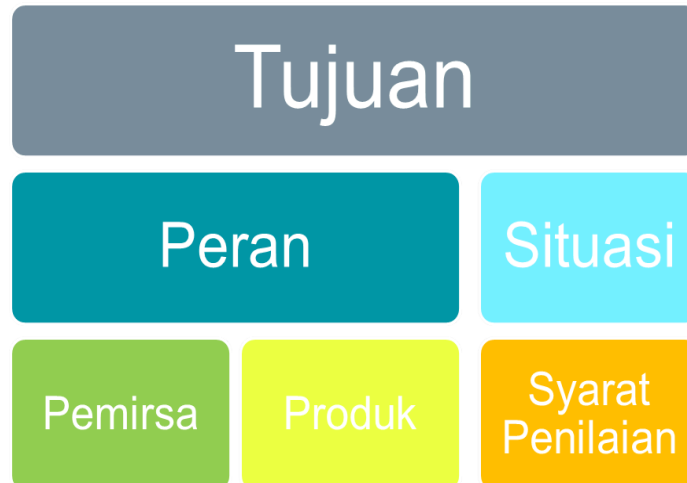 Tujuan
Peran
Situasi
Pemirsa
Produk
Syarat
Penilaian